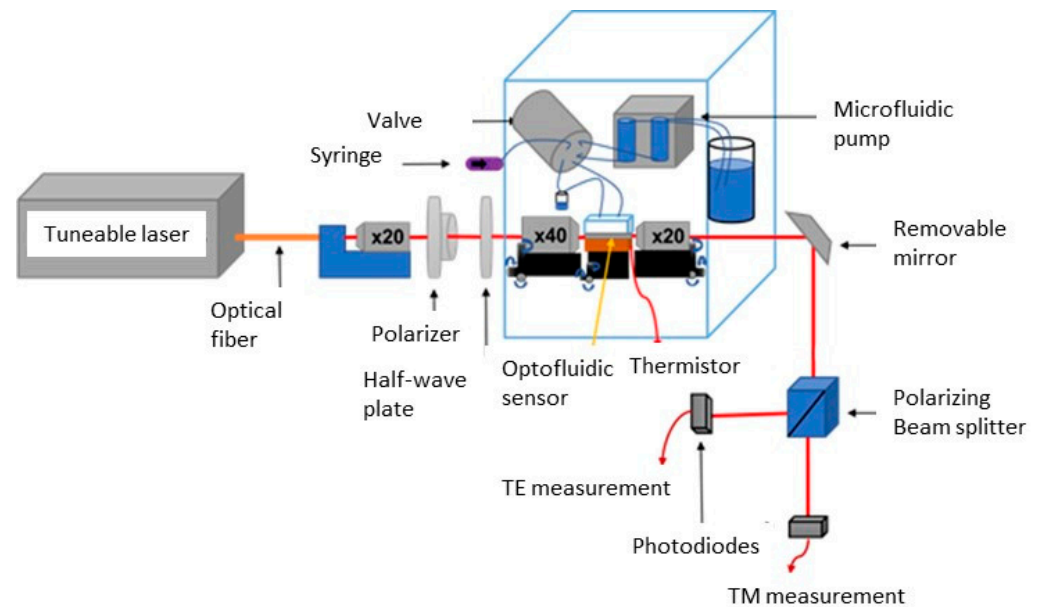 Valve
Syringe
Microfluidic
pump
Tuneable laser
x20
x40
x20
Removable
mirror
Optical
fiber
Polarizer
Half-wave
plate
Optofluidic
sensor
Thermistor
Polarizing
Beam splitter
TE measurement
Photodiodes
TM measurement